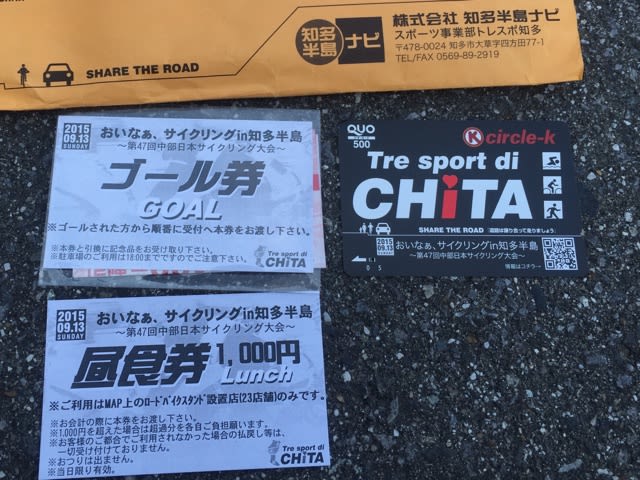 SHARE THE ROAD
知多半島ナビ
株式会社 知多半島ナビ
スポーツ事業部トレスポ知多
〒478-0024 知多市大草字四方田77-1
TEL/FAX 0569-89-2919
2015
09.13
SUNDAY
おいなぁ、サイクリングin知多半島
～第47回中部日本サイクリング大会～
ゴール券
GOAL
※ゴールされた方から順番に受付へ本券をお渡し下さい。
※本券と引換に記念品をお受け取り下さい。
※駐車場のご利用は18:00までですのでご注意下さい。
Tre sport di
CHiTA
QUO
500
circle-k
Tre sport di
CHiTA
SHARE THE ROAD
2015
09.13
SUNDAY
おいなぁ、サイクリングin知多半島
～第47回中部日本サイクリング大会～
情報はコチラ→
0 5
2015
09.13
SUNDAY
おいなぁ、サイクリングin知多半島
～第47回中部日本サイクリング大会～
昼食券 1,000円
Lunch
※ご利用はMAP上のﾛｰﾄﾞﾊﾞｲｸｽﾀﾝﾄﾞ設置店(23店舗)のみです。
※お会計の際に本券をお渡し下さい。
※1,000円を超えた場合は超過分を各自ご負担願います。
※お客様のご都合でご利用されなかった場合の払戻し等は、
一切受け付けておりません。
※おつりは出ません。
※当日限り有効。
Tre sport di
CHiTA